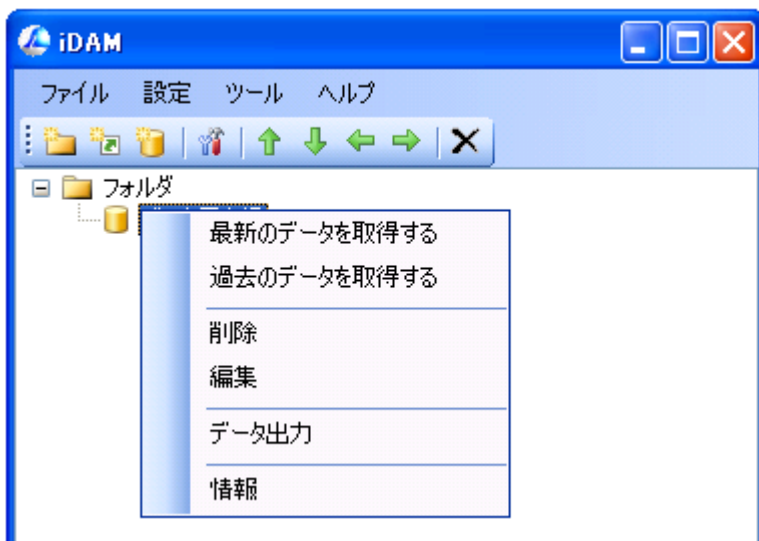 iDAM
ファイル 設定 ツール ヘルプ
フォルダ
最新のデータを取得する
過去のデータを取得する
削除
編集
データ出力
情報